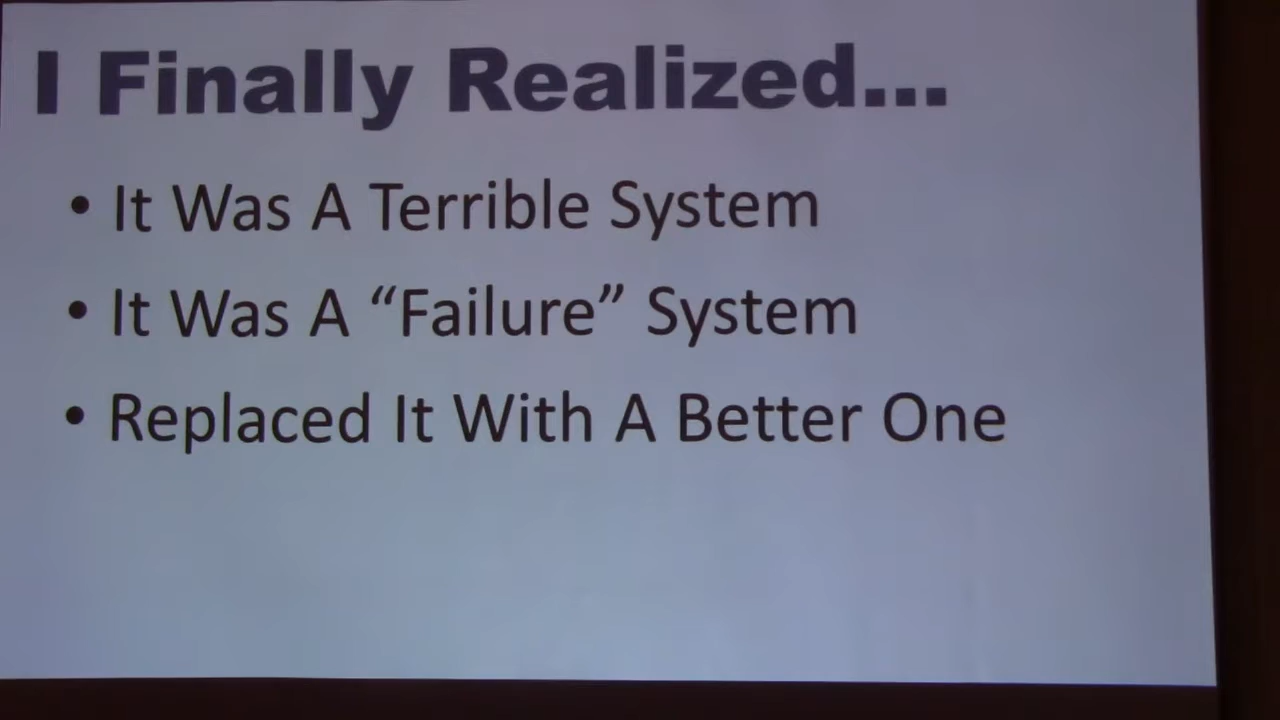 I Finally Realized...
• It Was A Terrible System
• It Was A “Failure” System
• Replaced It With A Better One